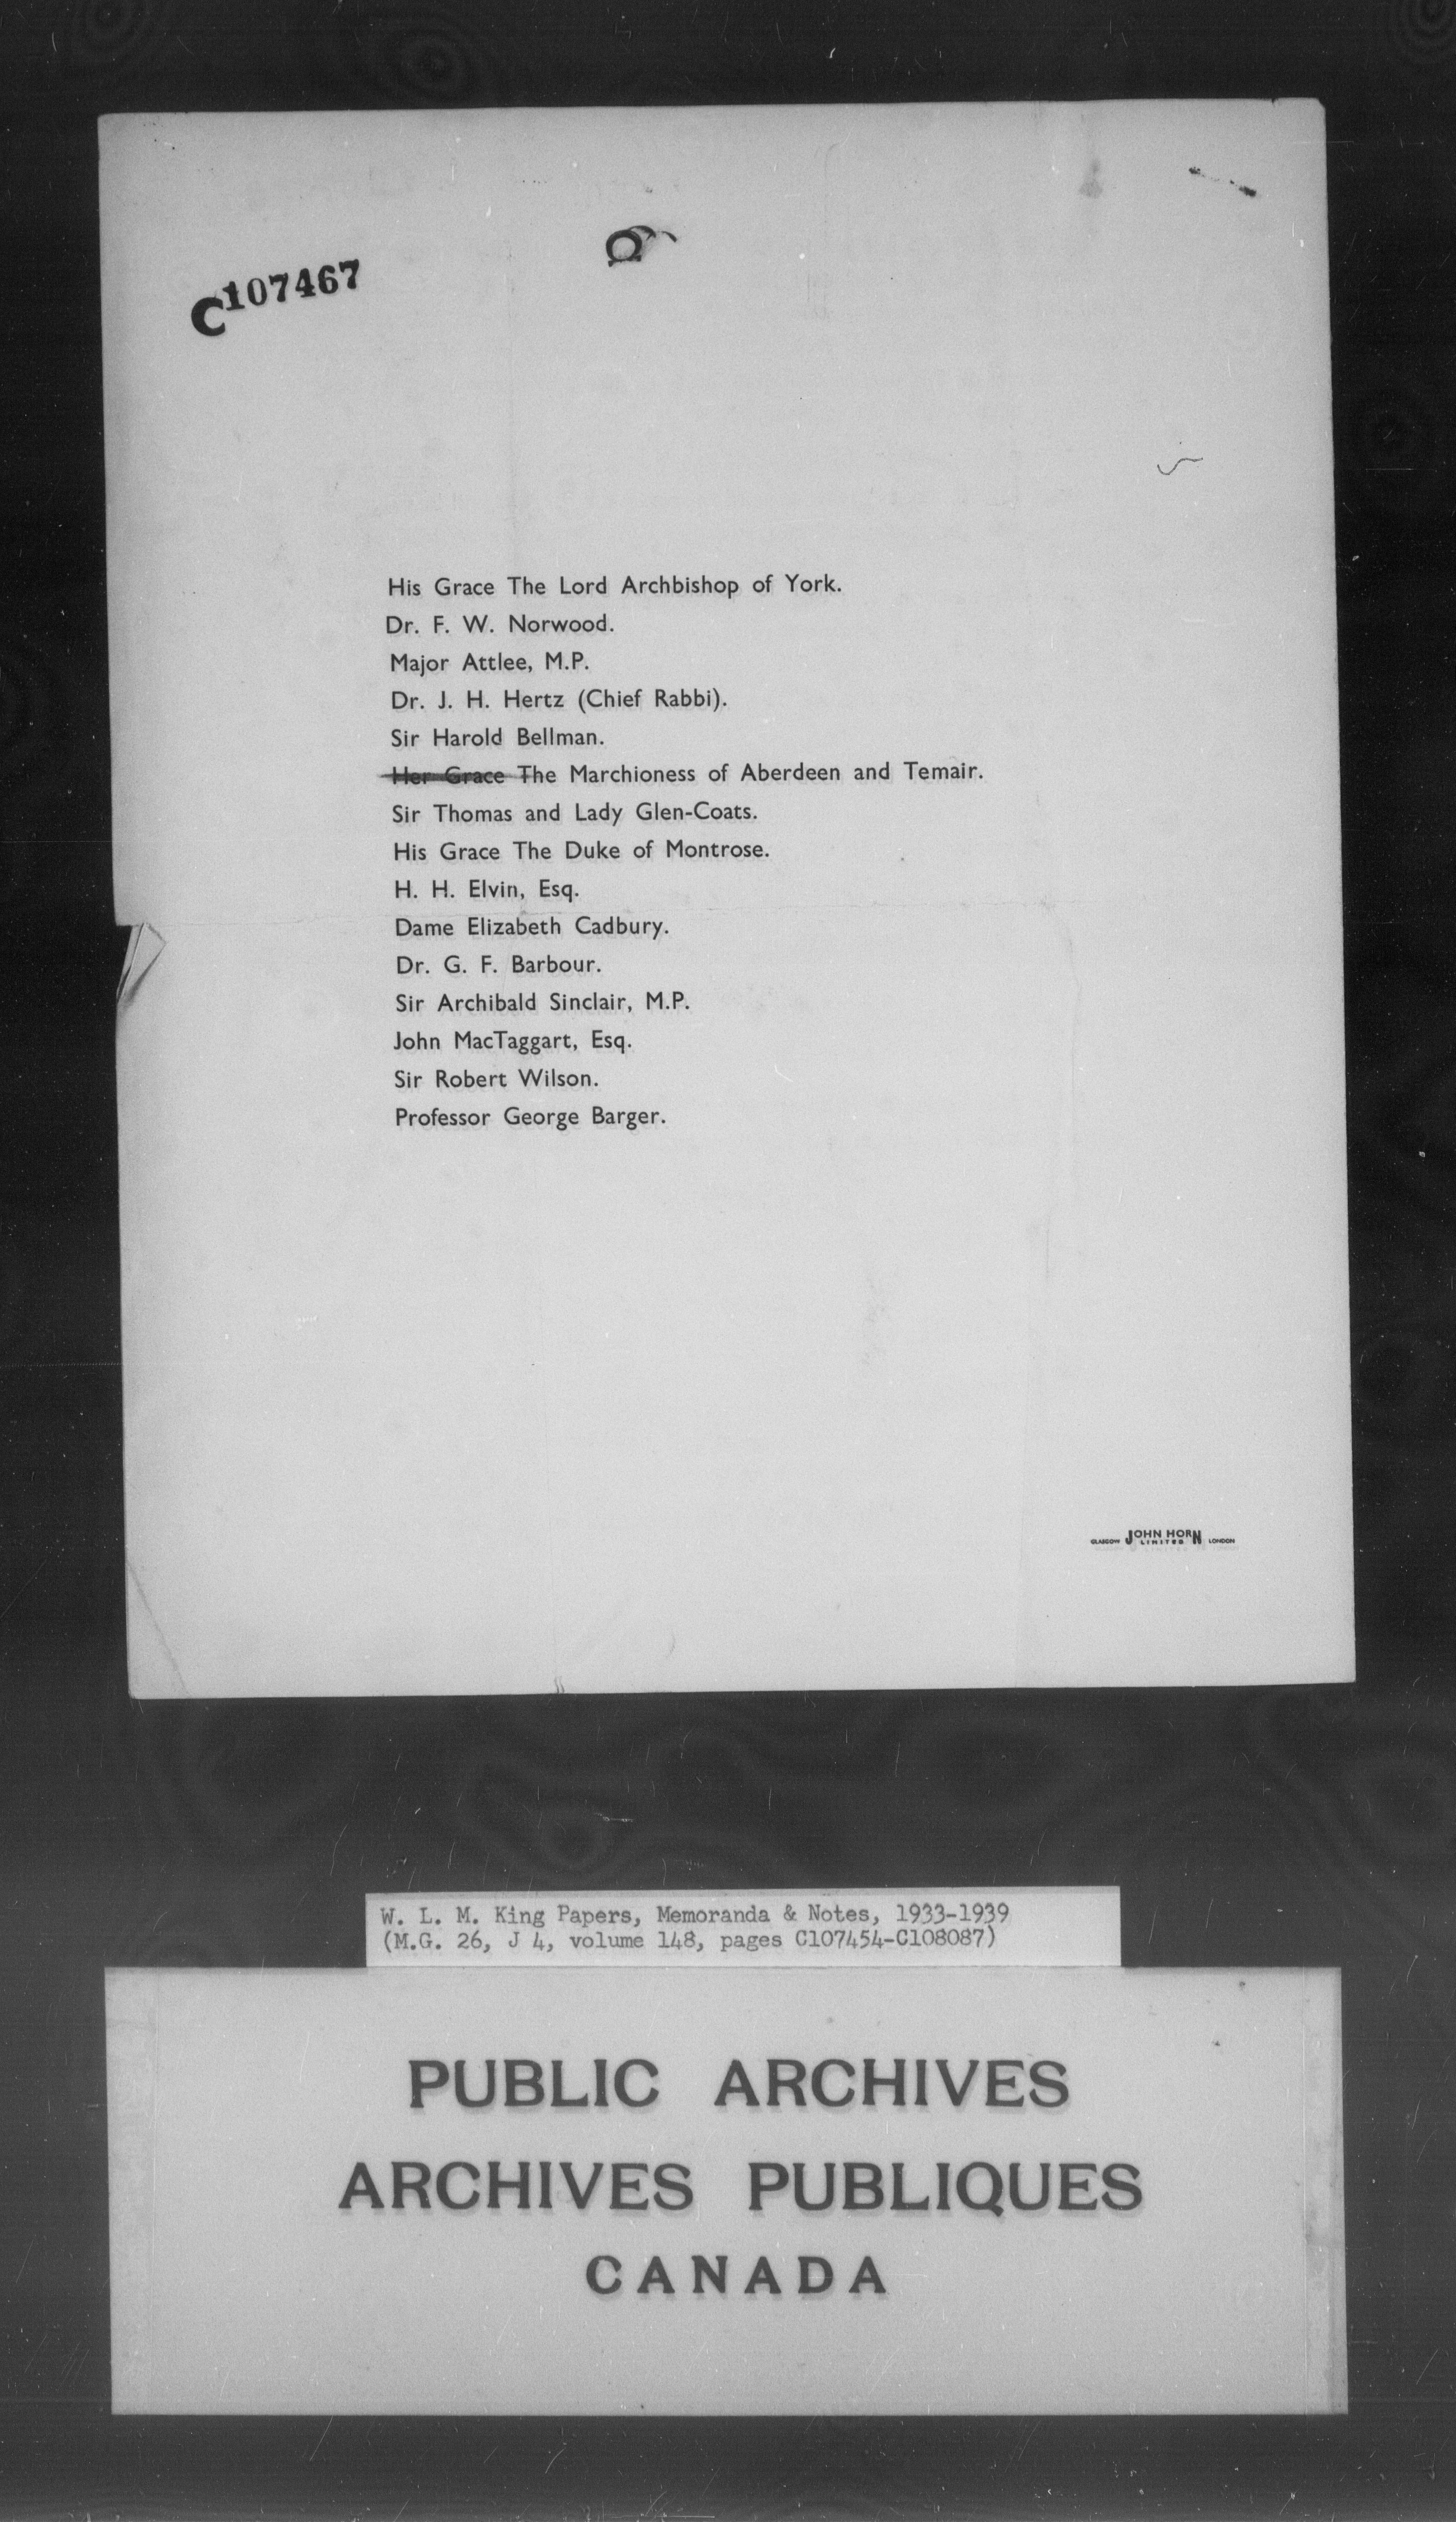 C107467
His Grace The Lord Archbishop of York.
Dr. F. W. Norwood.
Major Attlee, M.P.
Dr. J. H. Hertz (Chief Rabbi).
Sir Harold Bellman.
Her Grace The Marchioness of Aberdeen and Temair.
Sir Thomas and Lady Glen-Coats.
His Grace The Duke of Montrose.
H. H. Elvin, Esq.
Dame Elizabeth Cadbury.
Dr. G. F. Barbour.
Sir Archibald Sinclair, M.P.
John MacTaggart, Esq.
Sir Robert Wilson.
Professor George Barger.
GLASGOW JOHN HORN LIMITED LONDON
W. L. M. King Papers, Memoranda & Notes, 1933-1939
(M.G. 26, J 4, volume 148, pages C107454-C108087)
PUBLIC ARCHIVES
ARCHIVES PUBLIQUES
CANADA